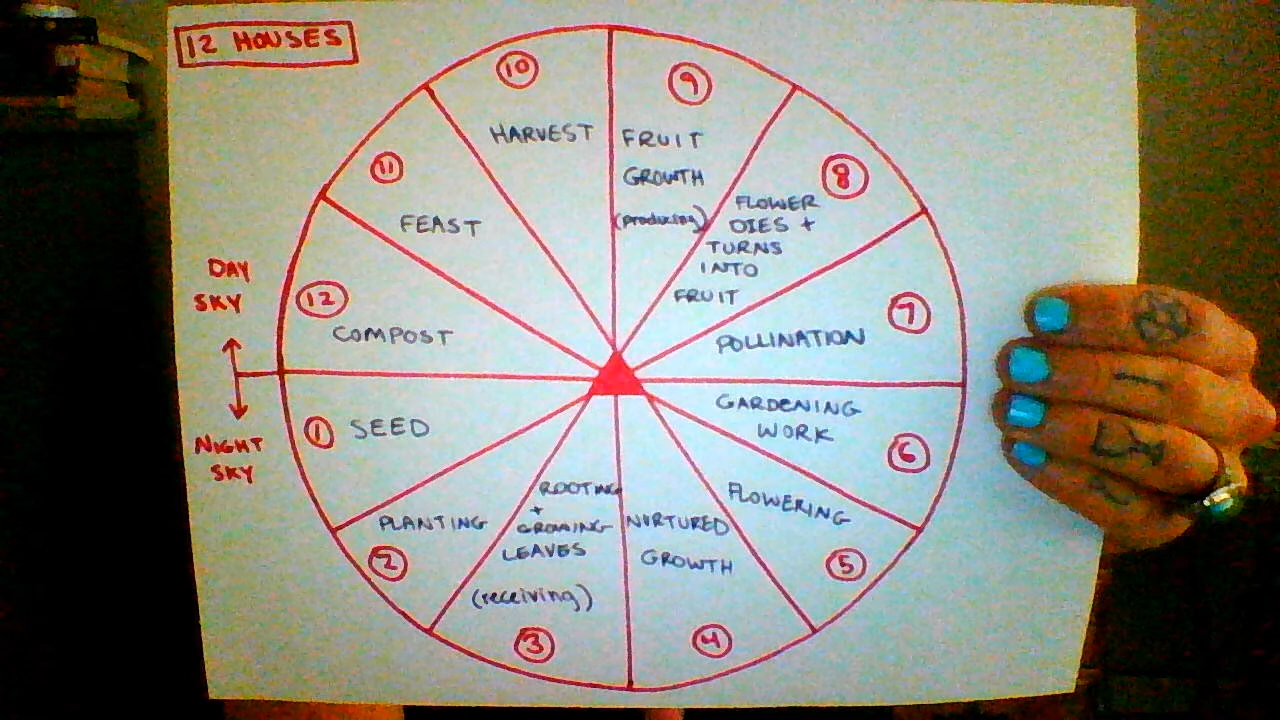 12 HOUSES
10
HARVEST
9
FRUIT
GROWTH
(producing)
8
FLOWER
DIES +
TURNS
INTO
FRUIT
11
FEAST
DAY
SKY
12
COMPOST
7
POLLINATION
NIGHT
SKY
1 SEED
GARDENING
WORK
6
PLANTING
2
ROOTING
+
GROWING
LEAVES
(receiving)
3
NURTURED
GROWTH
4
FLOWERING
5